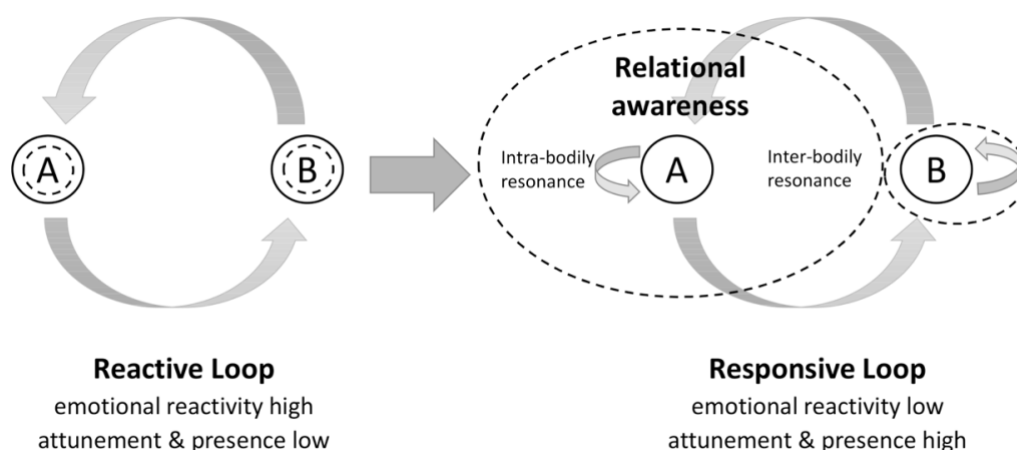 A
B
Reactive Loop
emotional reactivity high
attunement & presence low
Relational
awareness
Intra-bodily
resonance
A
Inter-bodily
resonance
B
Responsive Loop
emotional reactivity low
attunement & presence high